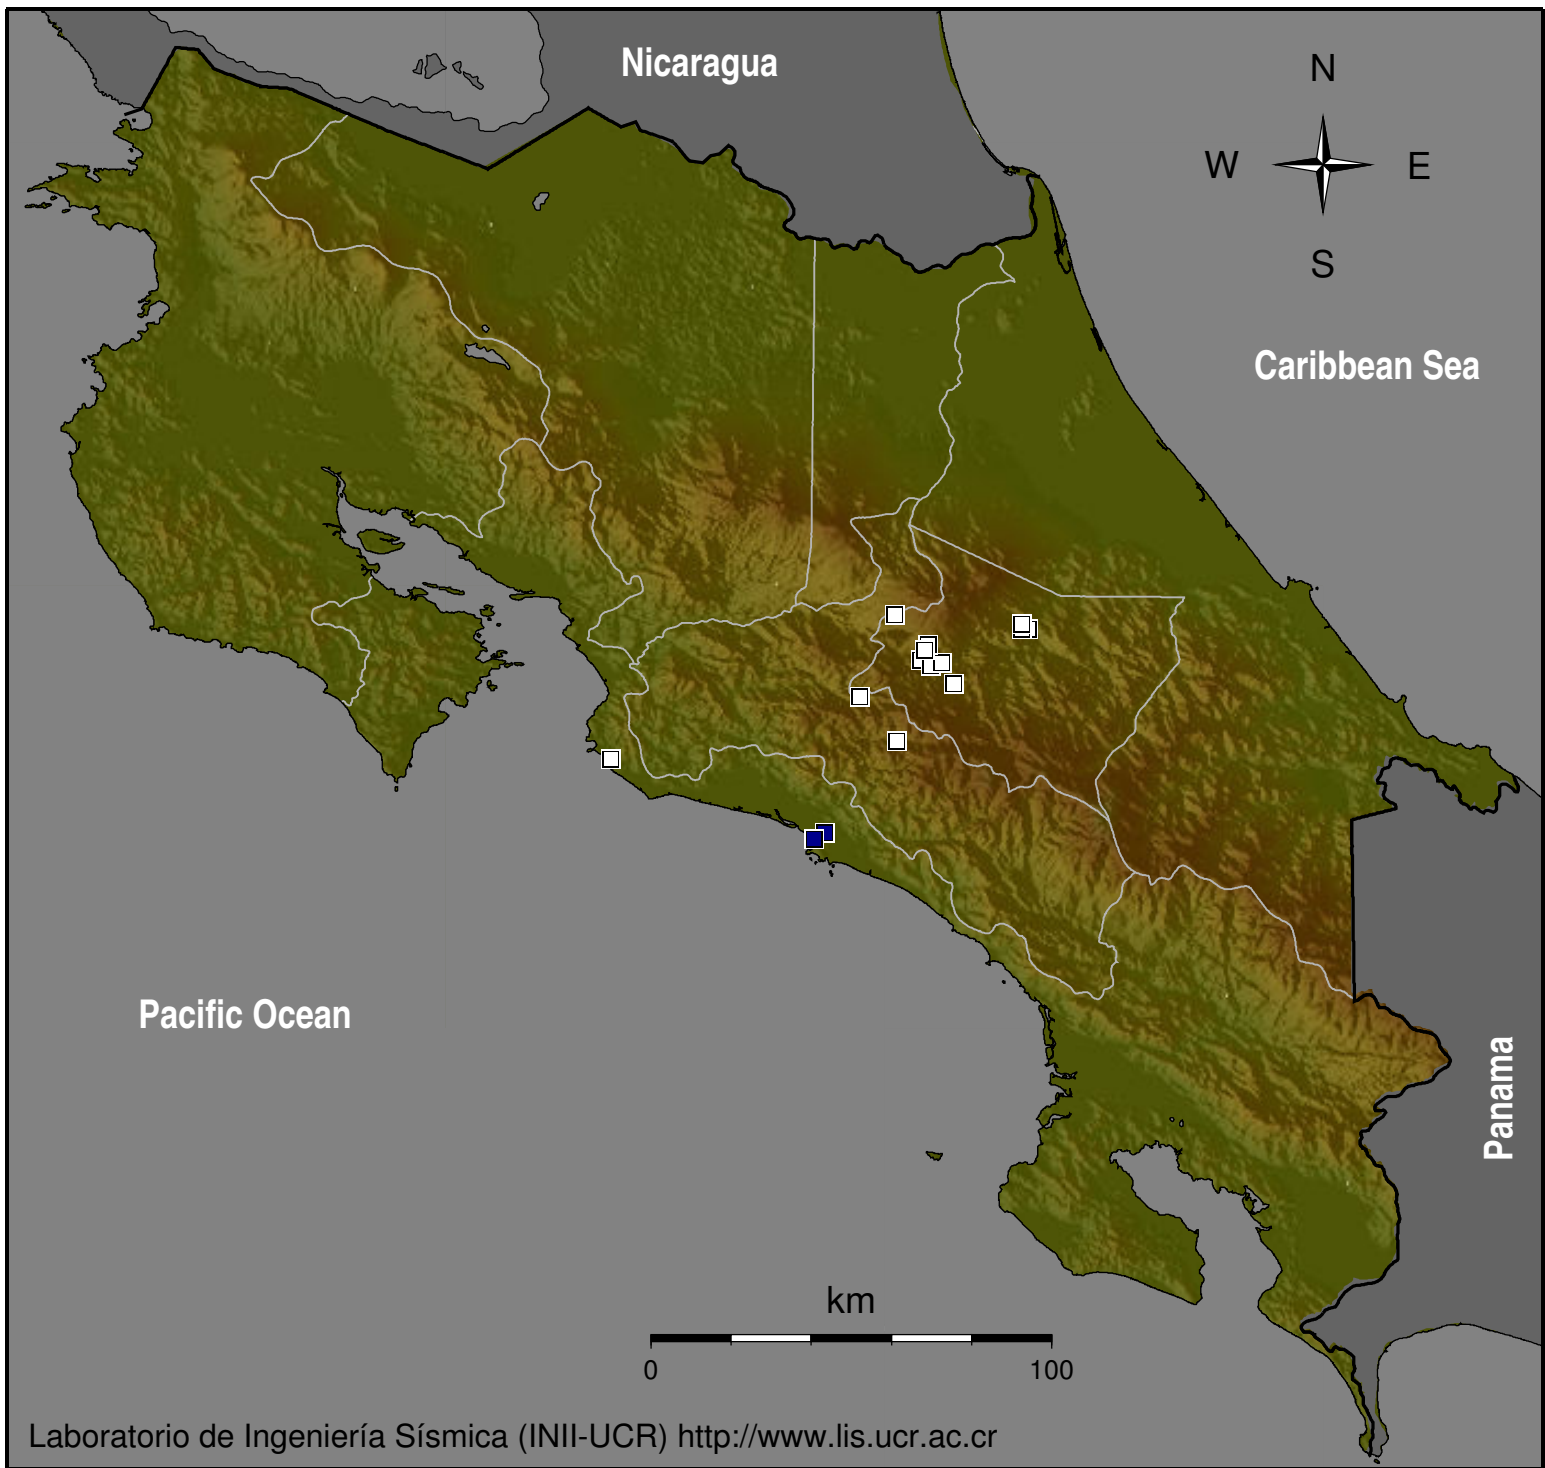 Nicaragua
N
W E
S
Caribbean Sea
Pacific Ocean
Panama
km
0 100
Laboratorio de Ingeniería Sísmica (INII-UCR) http://www.lis.ucr.ac.cr